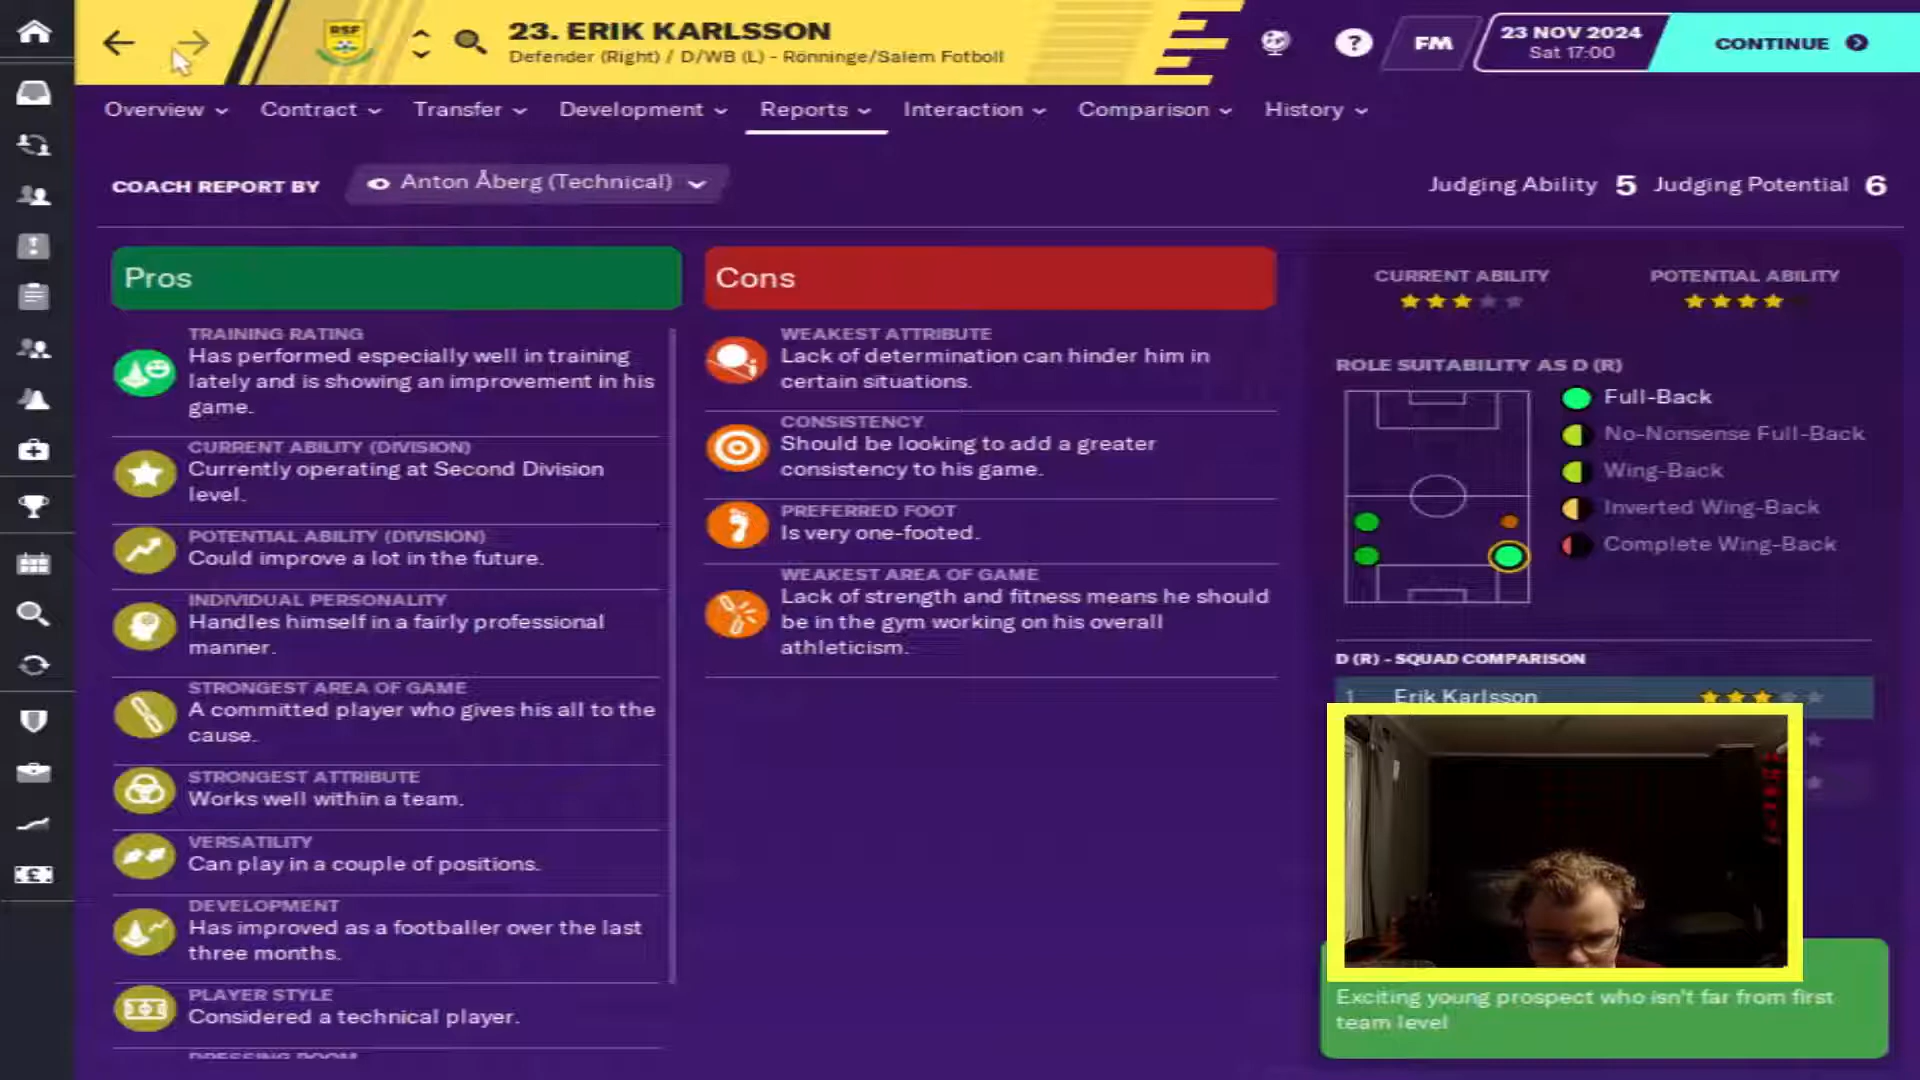 23. ERIK KARLSSON
Defender (Right) / D/WB (L) - Rönninge/Salem Fotboll
RSF
FM
23 NOV 2024
Sat 17:00
CONTINUE
Overview
Contract
Transfer
Development
Reports
Interaction
Comparison
History
COACH REPORT BY
Anton Åberg (Technical)
Judging Ability 5
Judging Potential 6
Pros
TRAINING RATING
Has performed especially well in training
lately and is showing an improvement in his
game.
CURRENT ABILITY (DIVISION)
Currently operating at Second Division
level.
POTENTIAL ABILITY (DIVISION)
Could improve a lot in the future.
INDIVIDUAL PERSONALITY
Handles himself in a fairly professional
manner.
STRONGEST AREA OF GAME
A committed player who gives his all to the
cause.
STRONGEST ATTRIBUTE
Works well within a team.
VERSATILITY
Can play in a couple of positions.
DEVELOPMENT
Has improved as a footballer over the last
three months.
PLAYER STYLE
Considered a technical player.
DRESSING ROOM
Cons
WEAKEST ATTRIBUTE
Lack of determination can hinder him in
certain situations.
CONSISTENCY
Should be looking to add a greater
consistency to his game.
PREFERRED FOOT
Is very one-footed.
WEAKEST AREA OF GAME
Lack of strength and fitness means he should
be in the gym working on his overall
athleticism.
CURRENT ABILITY
POTENTIAL ABILITY
ROLE SUITABILITY AS D (R)
Full-Back
No-Nonsense Full-Back
Wing-Back
Inverted Wing-Back
Complete Wing-Back
D (R) - SQUAD COMPARISON
1 Erik Karlsson
Exciting young prospect who isn't far from first
team level